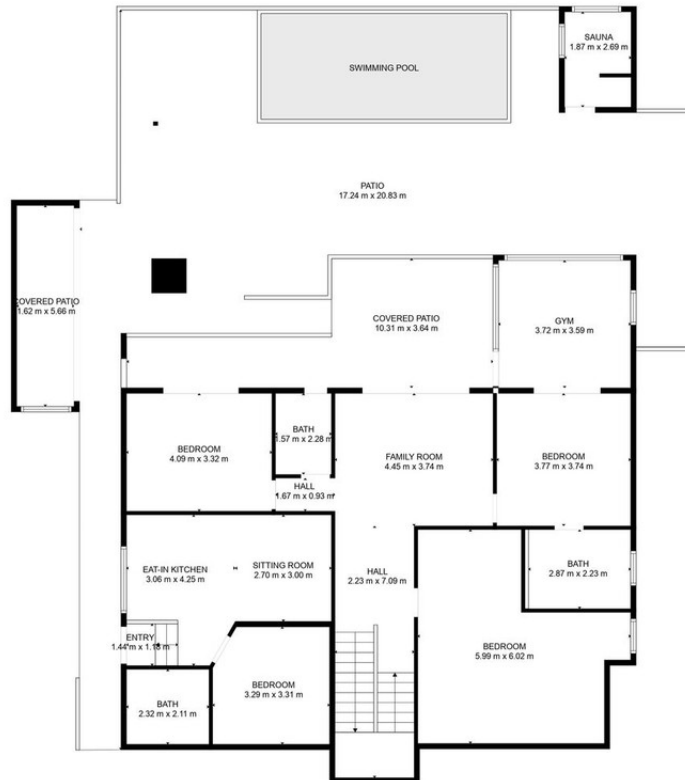 SAUNA
1.87 m x 2.69 m
SWIMMING POOL
PATIO
17.24 m x 20.83 m
COVERED PATIO
1.62 m x 5.66 m
COVERED PATIO
10.31 m x 3.64 m
GYM
3.72 m x 3.59 m
BEDROOM
4.09 m x 3.32 m
BATH
1.57 m x 2.28 m
FAMILY ROOM
4.45 m x 3.74 m
BEDROOM
3.77 m x 3.74 m
HALL
1.67 m x 0.93 m
EAT-IN KITCHEN
3.06 m x 4.25 m
SITTING ROOM
2.70 m x 3.00 m
HALL
2.23 m x 7.09 m
BATH
2.87 m x 2.23 m
ENTRY
1.44 m x 1.18 m
BEDROOM
5.99 m x 6.02 m
BEDROOM
3.29 m x 3.31 m
BATH
2.32 m x 2.11 m